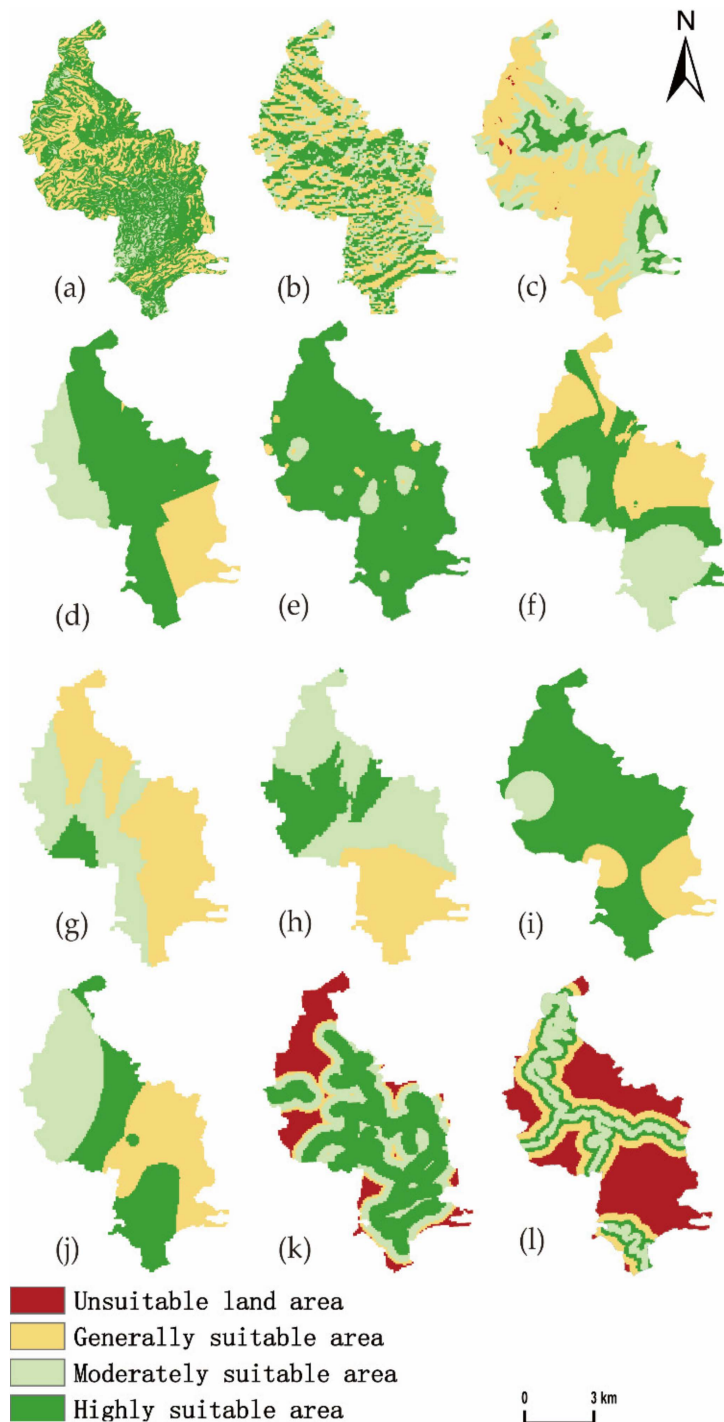 N
(a)
(b)
(c)
(d)
(e)
(f)
(g)
(h)
(i)
(j)
(k)
(l)
Unsuitable land area
Generally suitable area
Moderately suitable area
Highly suitable area
0 3 km